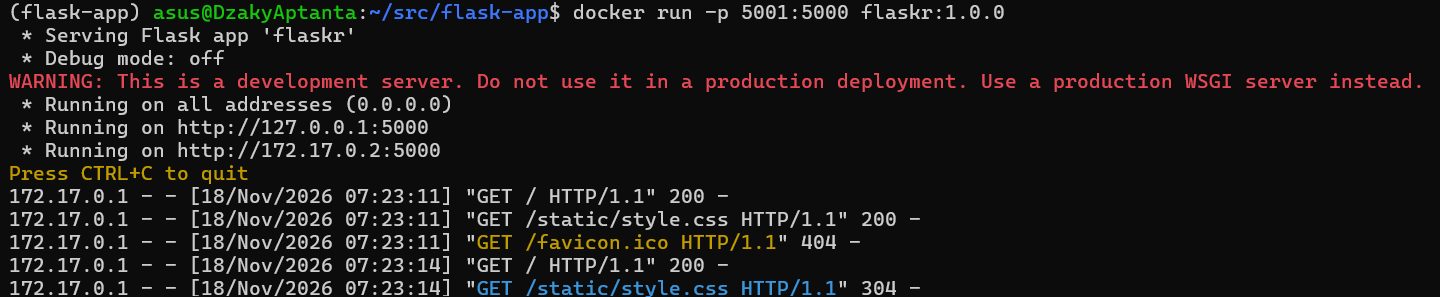 (flask-app) asus@DzakyAptanta:~/src/flask-app$ docker run -p 5001:5000 flaskr:1.0.0
 * Serving Flask app 'flaskr'
 * Debug mode: off
WARNING: This is a development server. Do not use it in a production deployment. Use a production WSGI server instead.
 * Running on all addresses (0.0.0.0)
 * Running on http://127.0.0.1:5000
 * Running on http://172.17.0.2:5000
Press CTRL+C to quit
172.17.0.1 - - [18/Nov/2026 07:23:11] "GET / HTTP/1.1" 200 -
172.17.0.1 - - [18/Nov/2026 07:23:11] "GET /static/style.css HTTP/1.1" 200 -
172.17.0.1 - - [18/Nov/2026 07:23:11] "GET /favicon.ico HTTP/1.1" 404 -
172.17.0.1 - - [18/Nov/2026 07:23:14] "GET / HTTP/1.1" 200 -
172.17.0.1 - - [18/Nov/2026 07:23:14] "GET /static/style.css HTTP/1.1" 304 -